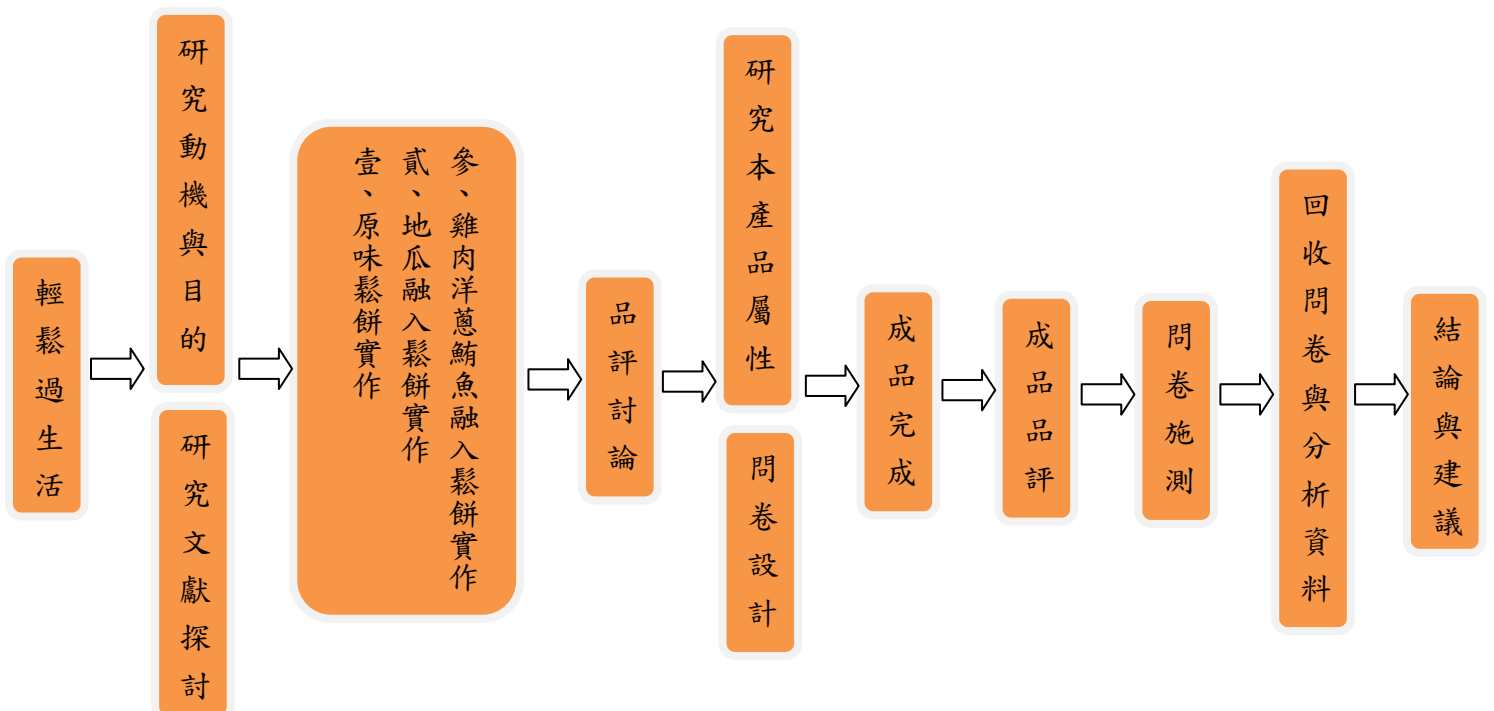 輕鬆過生活
研究動機與目的
研究文獻探討
壹、原味鬆餅實作
貳、地瓜融入鬆餅實作
參、雞肉洋蔥鮪魚融入鬆餅實作
品評討論
研究本產品屬性
問卷設計
成品完成
成品品評
問卷施測
回收問卷與分析資料
結論與建議